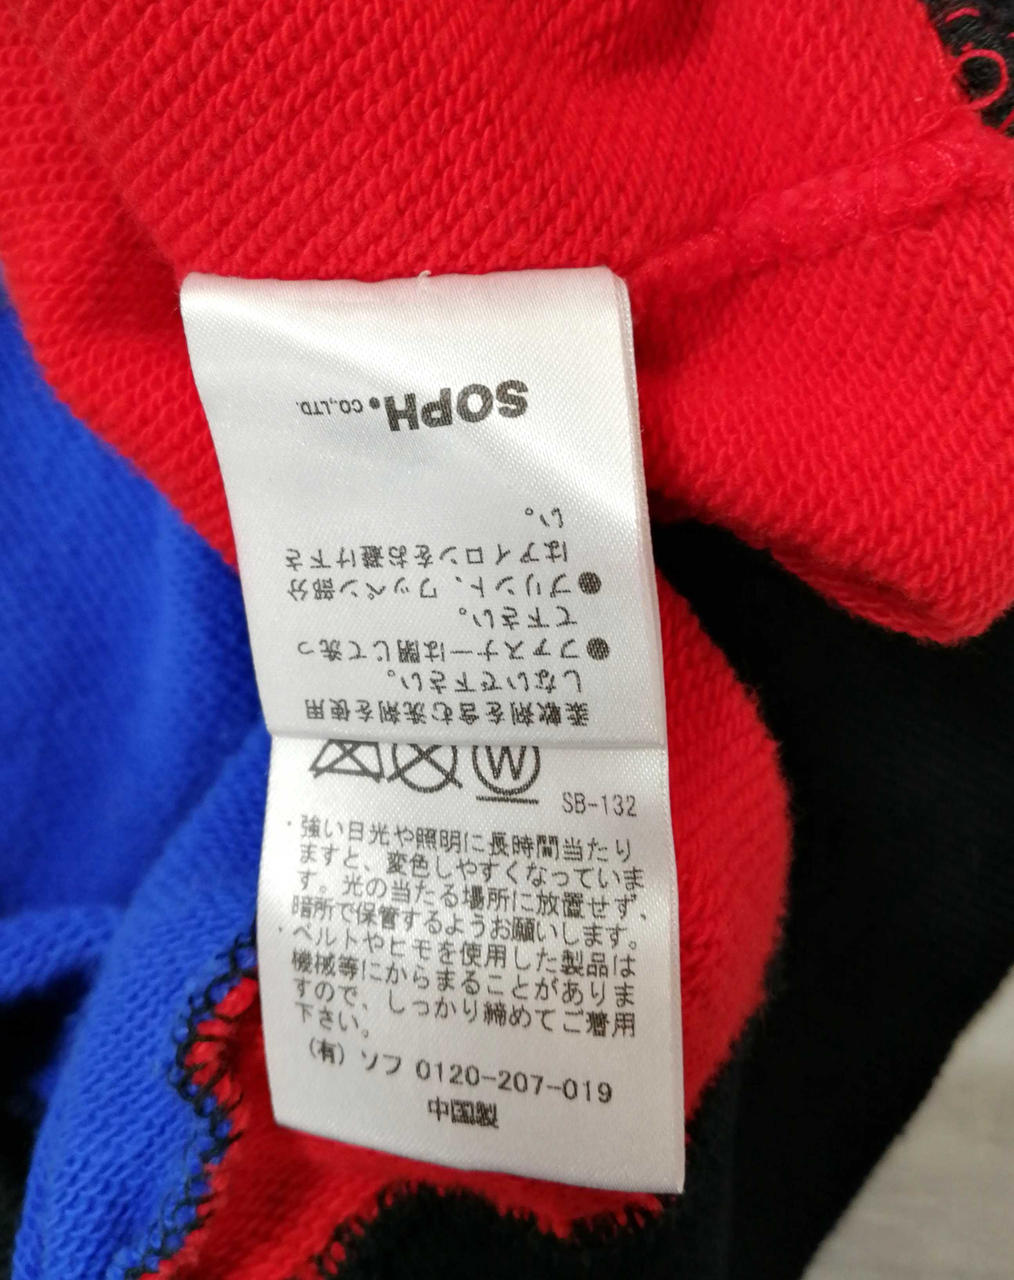 柔軟剤を含む洗剤を使用
しないで下さい。
●ファスナーは閉じて洗っ
て下さい。
●プリント、ワッペン部分
はアイロンをお避け下さ
い。
SOPH. CO.,LTD.
W
SB-132
・強い日光や照明に長時間当たり
ますと、変色しやすくなっていま
す。光の当たる場所に放置せず、
暗所で保管するようお願いします。
・ベルトやヒモを使用した製品は
機械等にからまることがありま
すので、しっかり締めてご着用
下さい。
(有) ソフ 0120-207-019
中国製